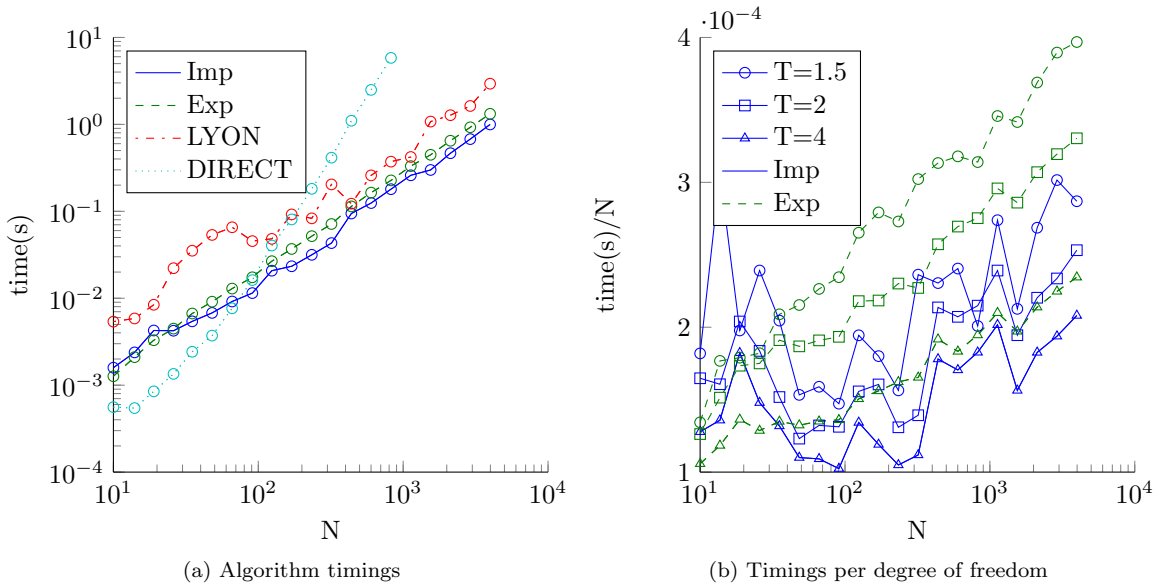 10^1
10^0
10^−1
10^−2
10^−3
10^−4
time(s)
Imp
Exp
LYON
DIRECT
10^1 10^2 10^3 10^4
N
(a) Algorithm timings
·10^−4
4
3
2
1
time(s)/N
T=1.5
T=2
T=4
Imp
Exp
10^1 10^2 10^3 10^4
N
(b) Timings per degree of freedom